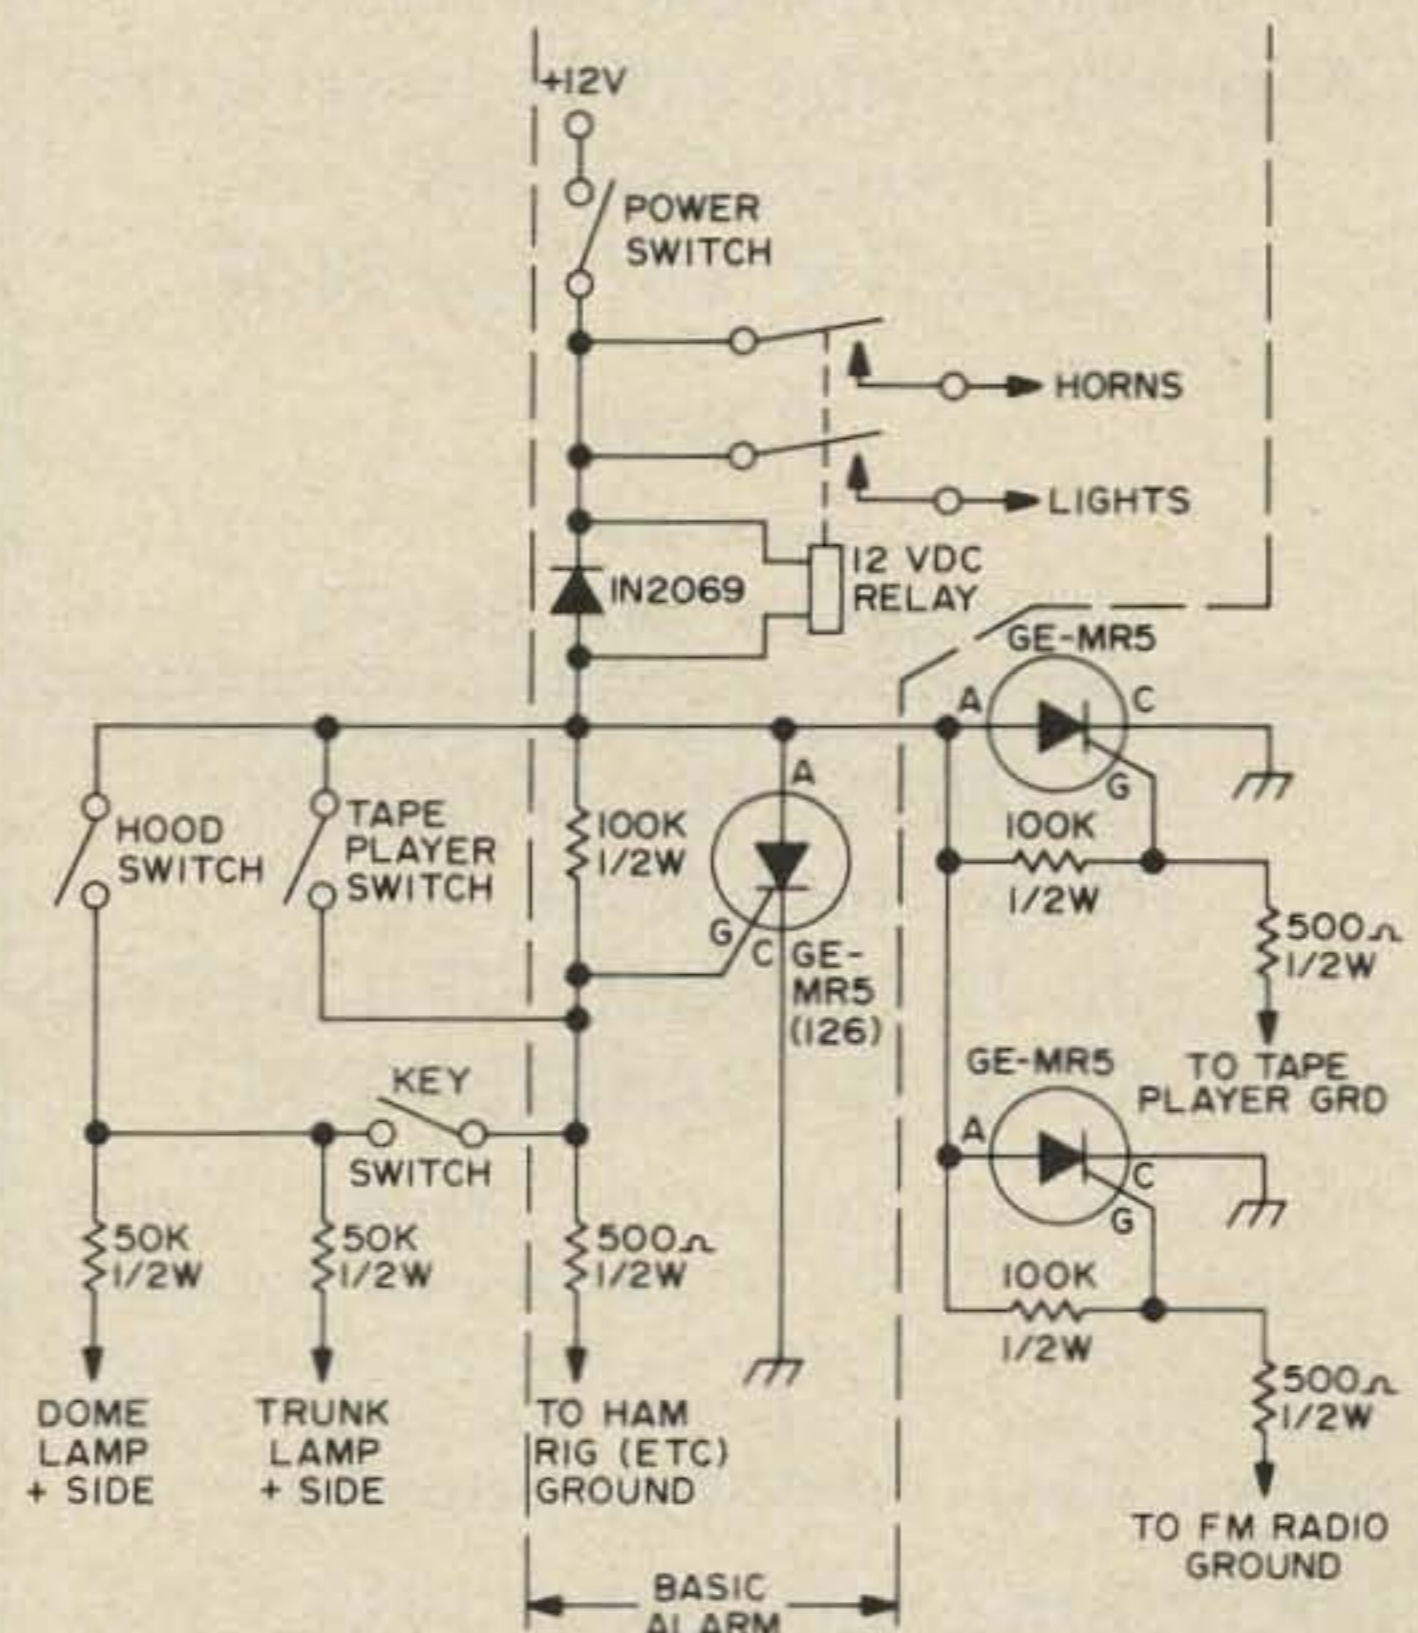 +12V
POWER
SWITCH
HORNS
LIGHTS
12 VDC
RELAY
IN2069
GE-MR5
A
C
G
100K
1/2W
500Ω
1/2W
TO TAPE
PLAYER GRD
HOOD
SWITCH
TAPE
PLAYER
SWITCH
100K
1/2W
A
G
C
GE-
MR5
(126)
KEY
SWITCH
GE-MR5
A
C
G
100K
1/2W
500Ω
1/2W
TO FM RADIO
GROUND
50K
1/2W
50K
1/2W
500Ω
1/2W
DOME
LAMP
+ SIDE
TRUNK
LAMP
+ SIDE
TO HAM
RIG (ETC)
GROUND
BASIC
ALARM